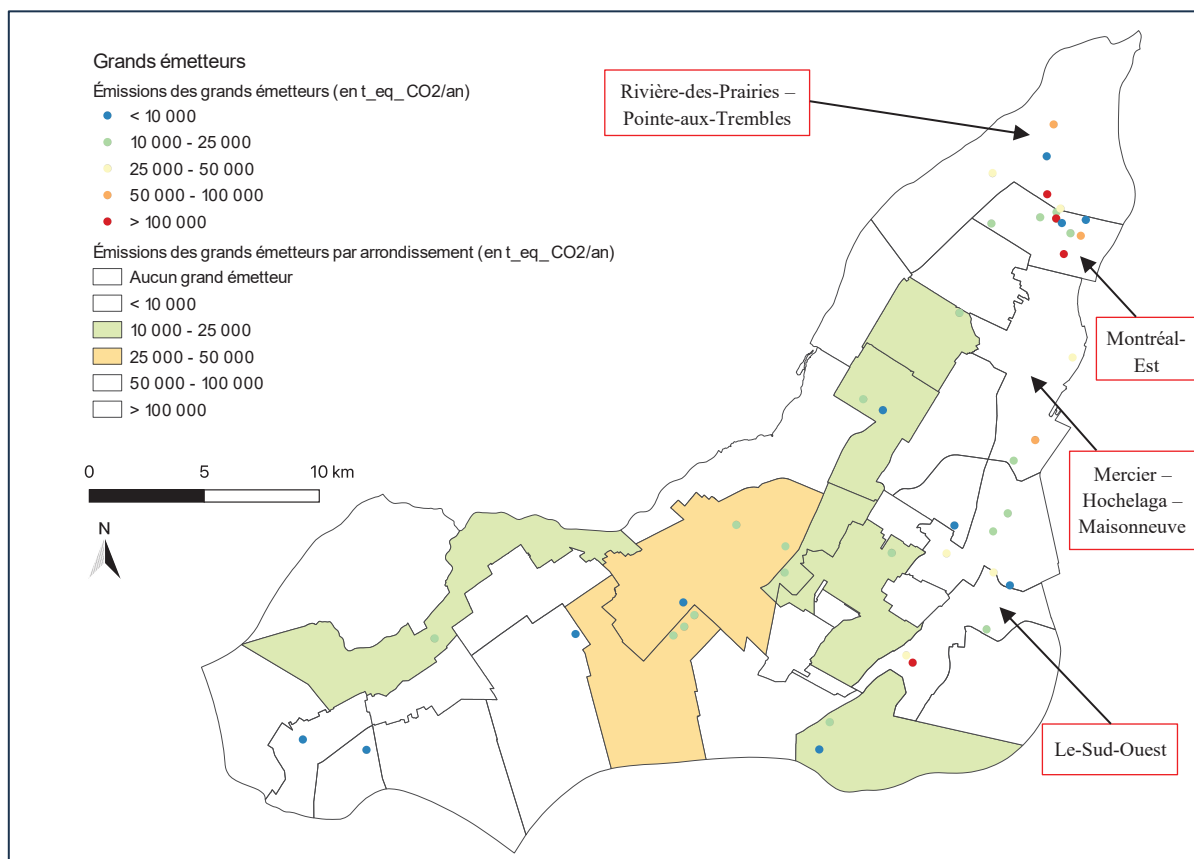 Grands émetteurs
Émissions des grands émetteurs (en t_eq_CO2/an)
< 10 000
10 000 - 25 000
25 000 - 50 000
50 000 - 100 000
> 100 000
Émissions des grands émetteurs par arrondissement (en t_eq_CO2/an)
Aucun grand émetteur
< 10 000
10 000 - 25 000
25 000 - 50 000
50 000 - 100 000
> 100 000
0 5 10 km
N
Rivière-des-Prairies –
Pointe-aux-Trembles
Montréal-
Est
Mercier –
Hochelaga –
Maisonneuve
Le-Sud-Ouest